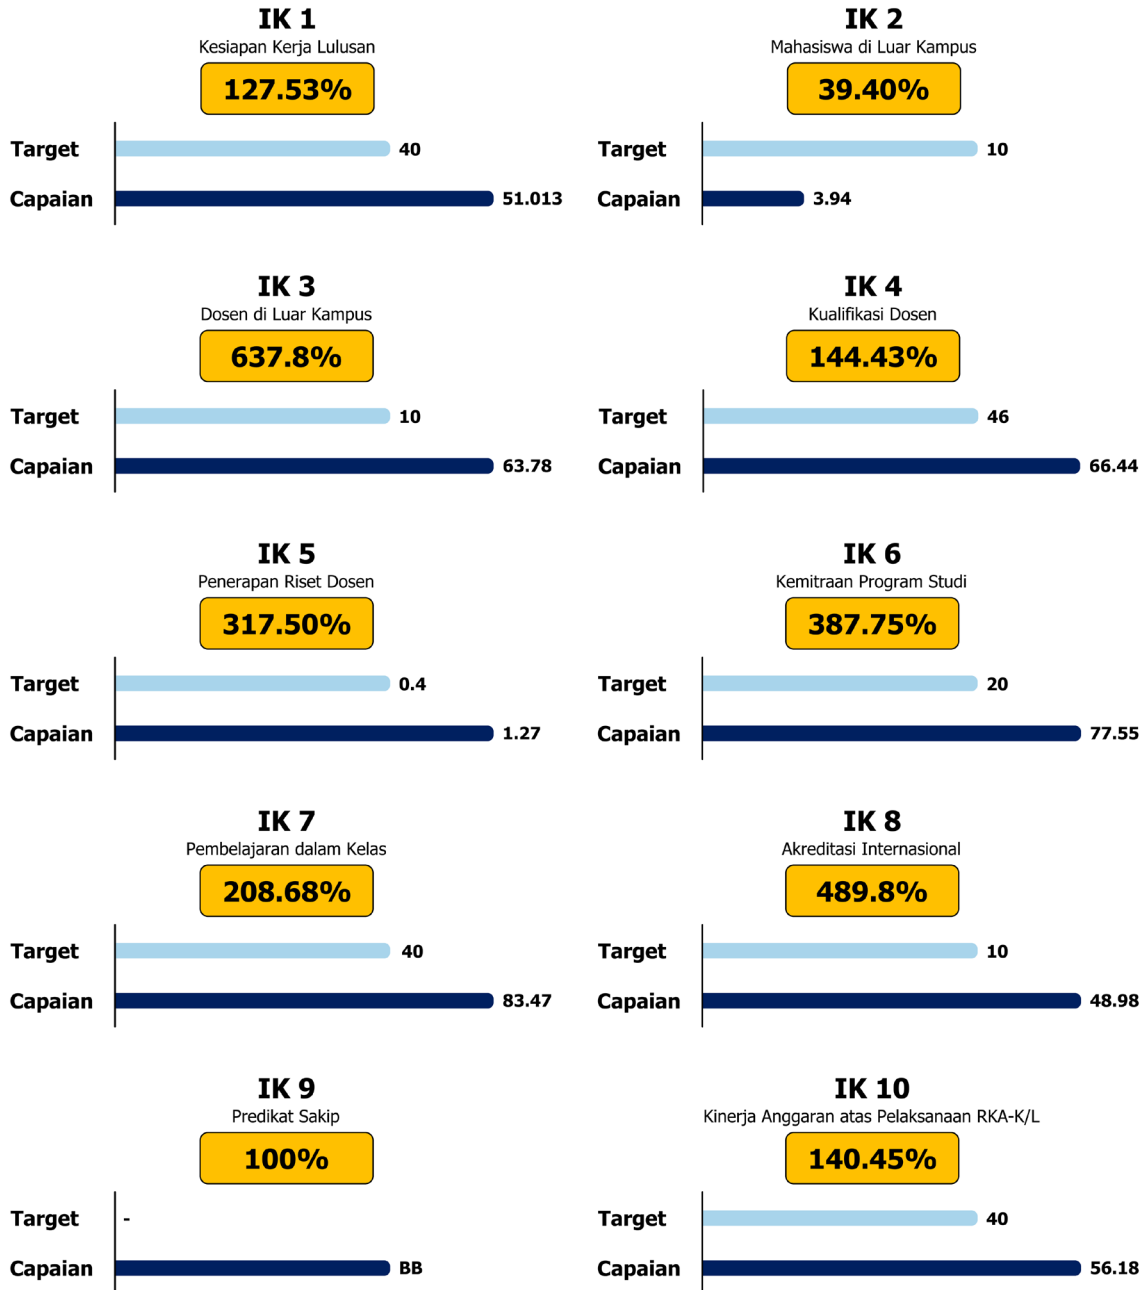 IK 1
Kesiapan Kerja Lulusan
127.53%
Target 40
Capaian 51.013
IK 2
Mahasiswa di Luar Kampus
39.40%
Target 10
Capaian 3.94
IK 3
Dosen di Luar Kampus
637.8%
Target 10
Capaian 63.78
IK 4
Kualifikasi Dosen
144.43%
Target 46
Capaian 66.44
IK 5
Penerapan Riset Dosen
317.50%
Target 0.4
Capaian 1.27
IK 6
Kemitraan Program Studi
387.75%
Target 20
Capaian 77.55
IK 7
Pembelajaran dalam Kelas
208.68%
Target 40
Capaian 83.47
IK 8
Akreditasi Internasional
489.8%
Target 10
Capaian 48.98
IK 9
Predikat Sakip
100%
Target -
Capaian BB
IK 10
Kinerja Anggaran atas Pelaksanaan RKA-K/L
140.45%
Target 40
Capaian 56.18